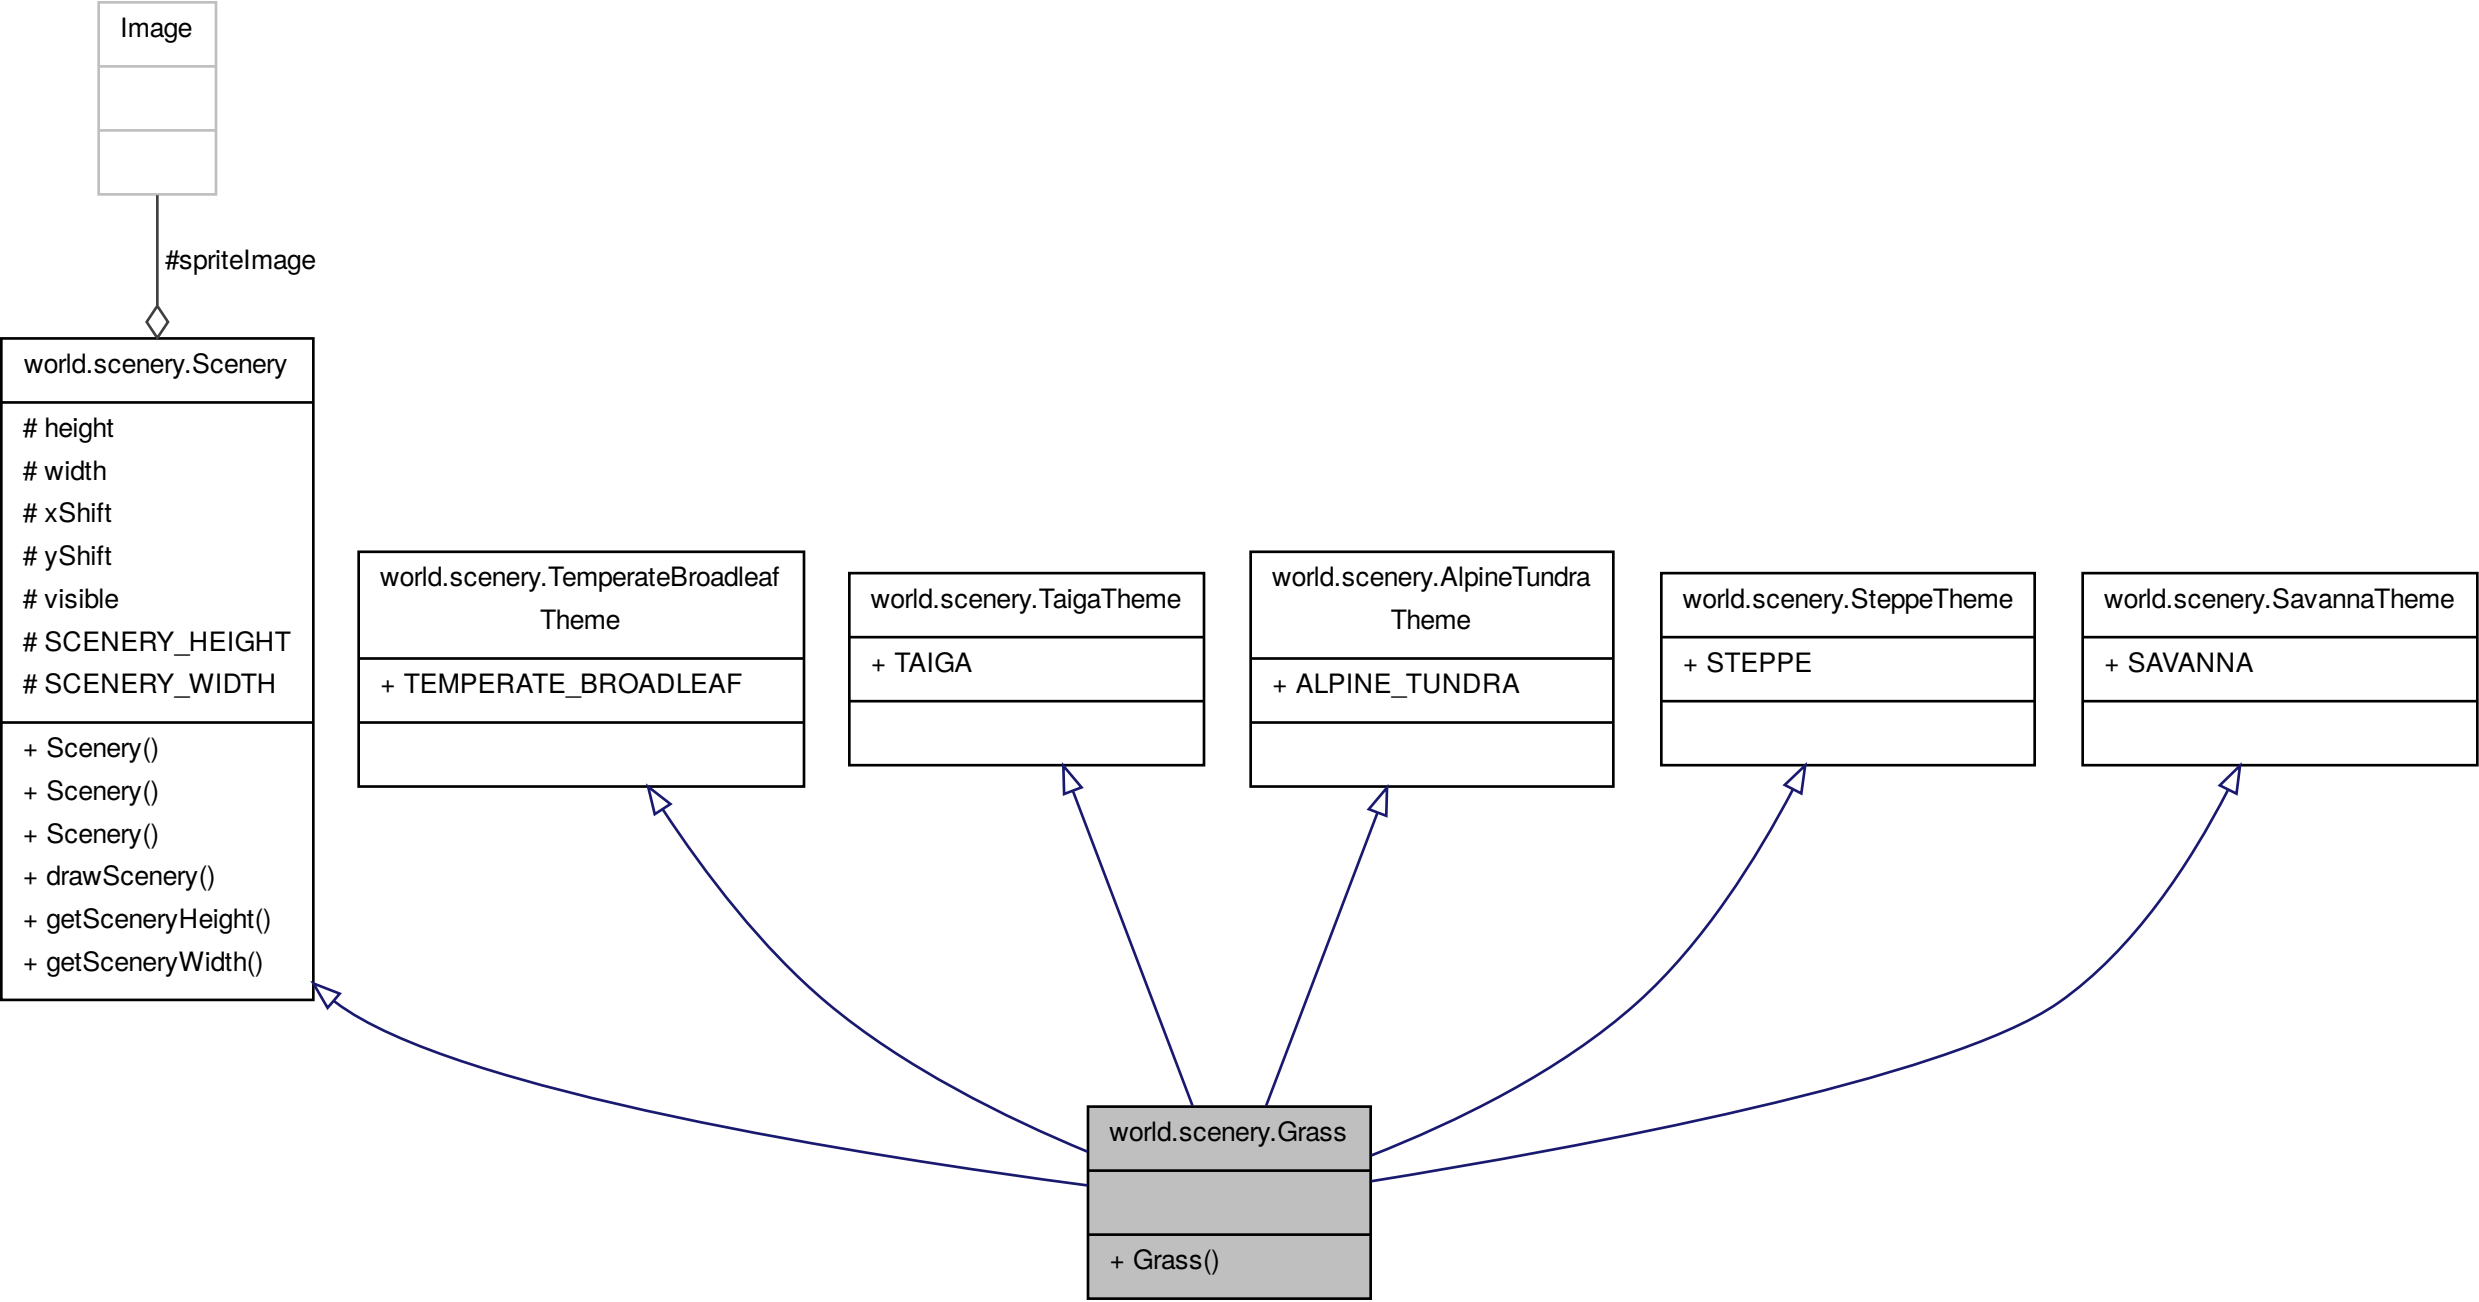 Image
#spriteImage
world.scenery.Scenery
# height
# width
# xShift
# yShift
# visible
# SCENERY_HEIGHT
# SCENERY_WIDTH
+ Scenery()
+ Scenery()
+ Scenery()
+ drawScenery()
+ getSceneryHeight()
+ getSceneryWidth()
world.scenery.TemperateBroadleaf
Theme
+ TEMPERATE_BROADLEAF
world.scenery.TaigaTheme
+ TAIGA
world.scenery.AlpineTundra
Theme
+ ALPINE_TUNDRA
world.scenery.SteppeTheme
+ STEPPE
world.scenery.SavannaTheme
+ SAVANNA
world.scenery.Grass
+ Grass()